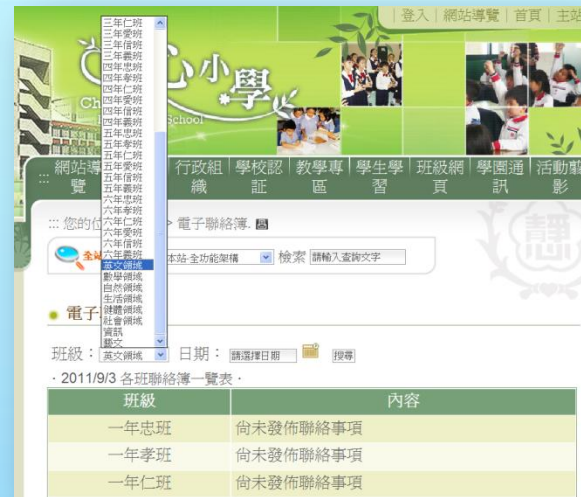 登入｜網站導覽｜首頁｜主站
心小學
Ch
School
三年仁班
三年愛班
三年信班
三年義班
四年忠班
四年孝班
四年仁班
四年愛班
四年信班
四年義班
五年忠班
五年孝班
五年仁班
五年愛班
五年信班
五年義班
六年忠班
六年孝班
六年仁班
六年愛班
六年信班
六年義班
英文領域
數學領域
自然領域
生活領域
健體領域
社會領域
資訊
藝文
網站導覽
行政組織
學校認証
教學專區
學生學習
班級網頁
學園通訊
活動剪影
::: 您的位
> 電子聯絡簿.
靜
全站
本站-全功能架構
檢索 請輸入查詢文字
電子
班級： 英文領域 日期： 請選擇日期 搜尋
· 2011/9/3 各班聯絡簿一覽表 ·
班級 內容
一年忠班 尚未發佈聯絡事項
一年孝班 尚未發佈聯絡事項
一年仁班 尚未發佈聯絡事項